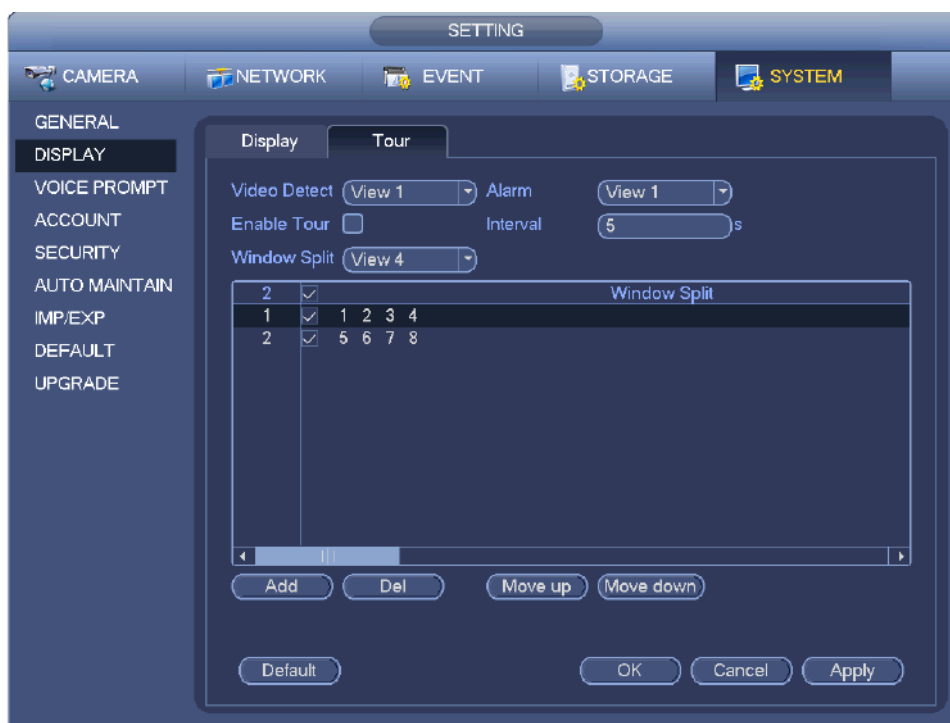 SETTING
CAMERA NETWORK EVENT STORAGE SYSTEM
GENERAL
DISPLAY
VOICE PROMPT
ACCOUNT
SECURITY
AUTO MAINTAIN
IMP/EXP
DEFAULT
UPGRADE
Display Tour
Video Detect View 1 Alarm View 1
Enable Tour Interval 5 s
Window Split View 4
2 Window Split
1 1 2 3 4
2 5 6 7 8
Add Del Move up Move down
Default OK Cancel Apply